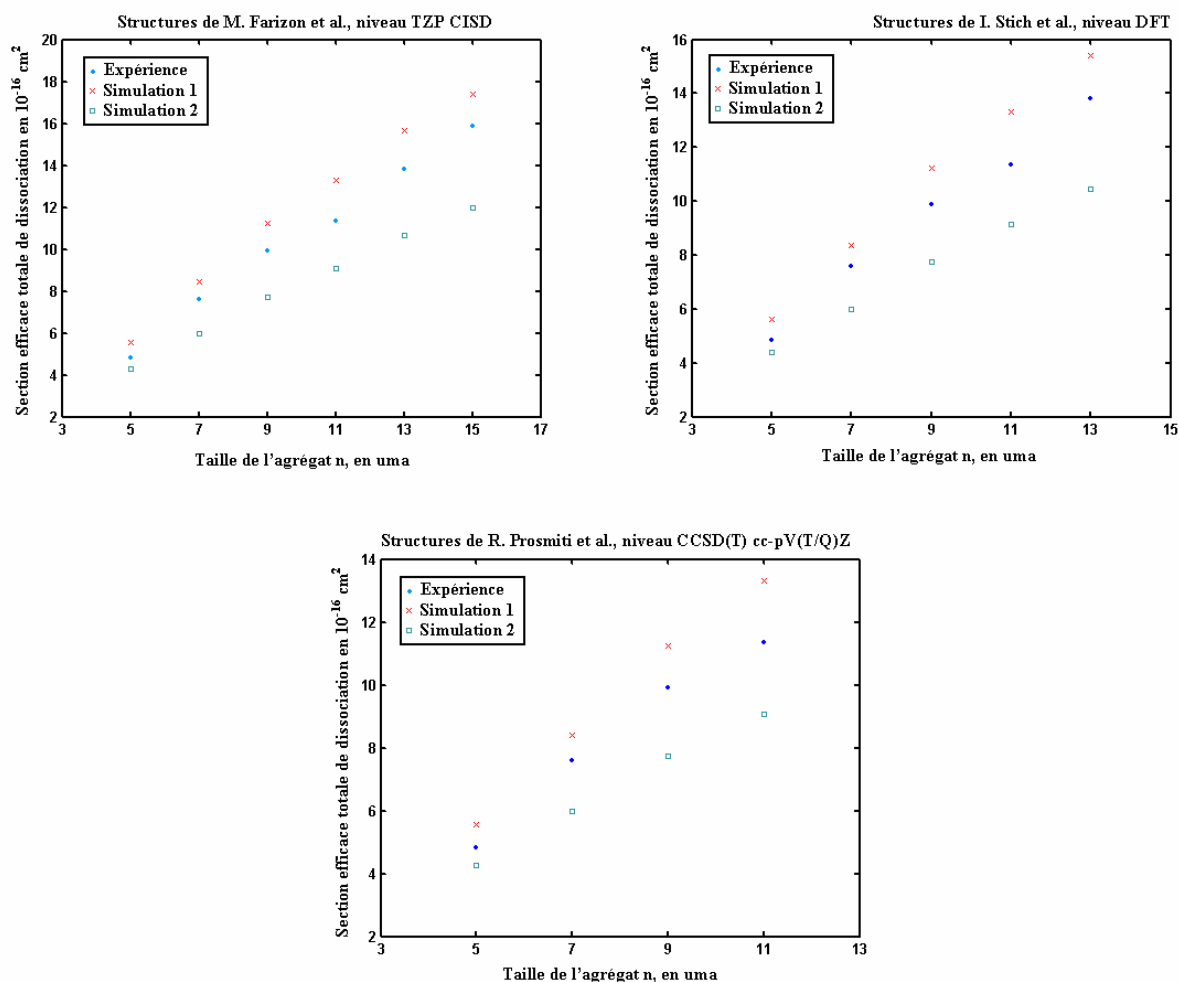 Structures de M. Farizon et al., niveau TZP CISD
Section efficace totale de dissociation en 10⁻¹⁶ cm²
20
18
16
14
12
10
8
6
4
2
Expérience
Simulation 1
Simulation 2
3 5 7 9 11 13 15 17
Taille de l'agrégat n, en uma
Structures de I. Stich et al., niveau DFT
Section efficace totale de dissociation en 10⁻¹⁶ cm²
16
14
12
10
8
6
4
2
Expérience
Simulation 1
Simulation 2
3 5 7 9 11 13 15
Taille de l'agrégat n, en uma
Structures de R. Prosmiti et al., niveau CCSD(T) cc-pV(T/Q)Z
Section efficace totale de dissociation en 10⁻¹⁶ cm²
14
12
10
8
6
4
2
Expérience
Simulation 1
Simulation 2
3 5 7 9 11 13
Taille de l'agrégat n, en uma